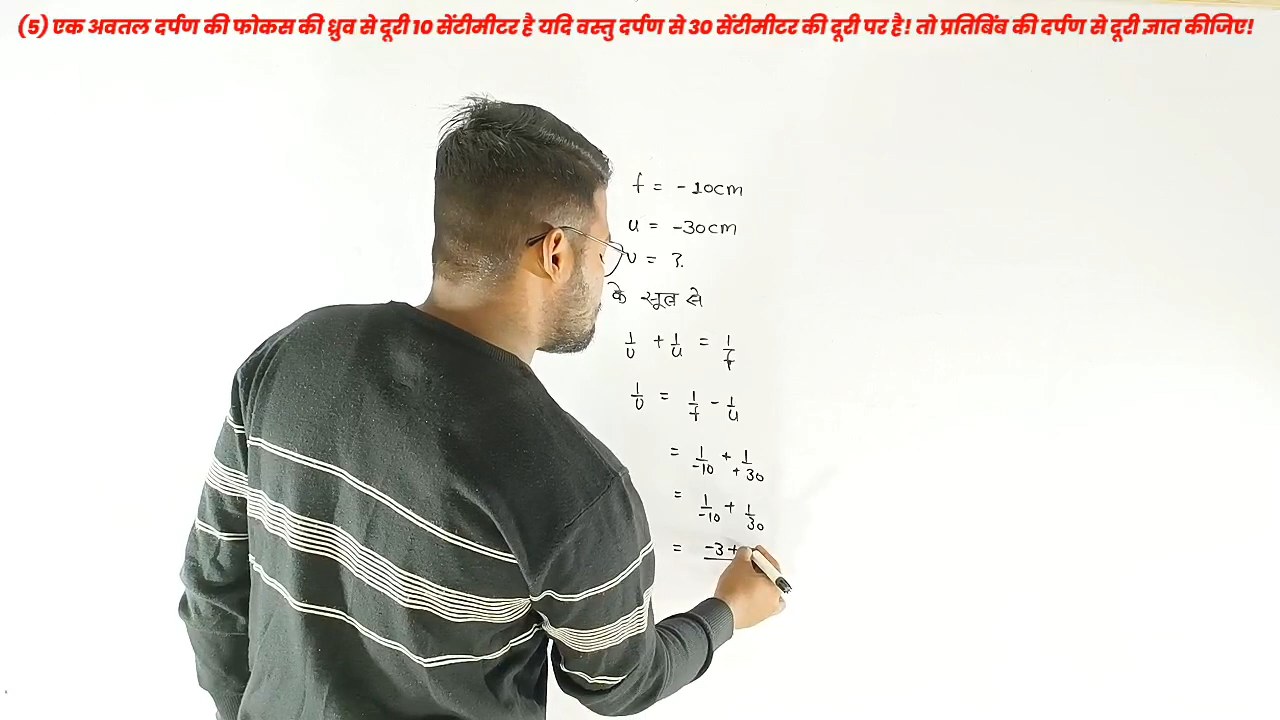 (5) एक अवतल दर्पण की फोकस की ध्रुव से दूरी 10 सेंटीमीटर है यदि वस्तु दर्पण से 30 सेंटीमीटर की दूरी पर है! तो प्रतिबिंब की दर्पण से दूरी ज्ञात कीजिए!
f = -10cm
u = -30cm
v = ?
के सूत्र से
1/v + 1/u = 1/f
1/v = 1/f - 1/u
= 1/-10 + 1/+30
= 1/-10 + 1/30
= -3+